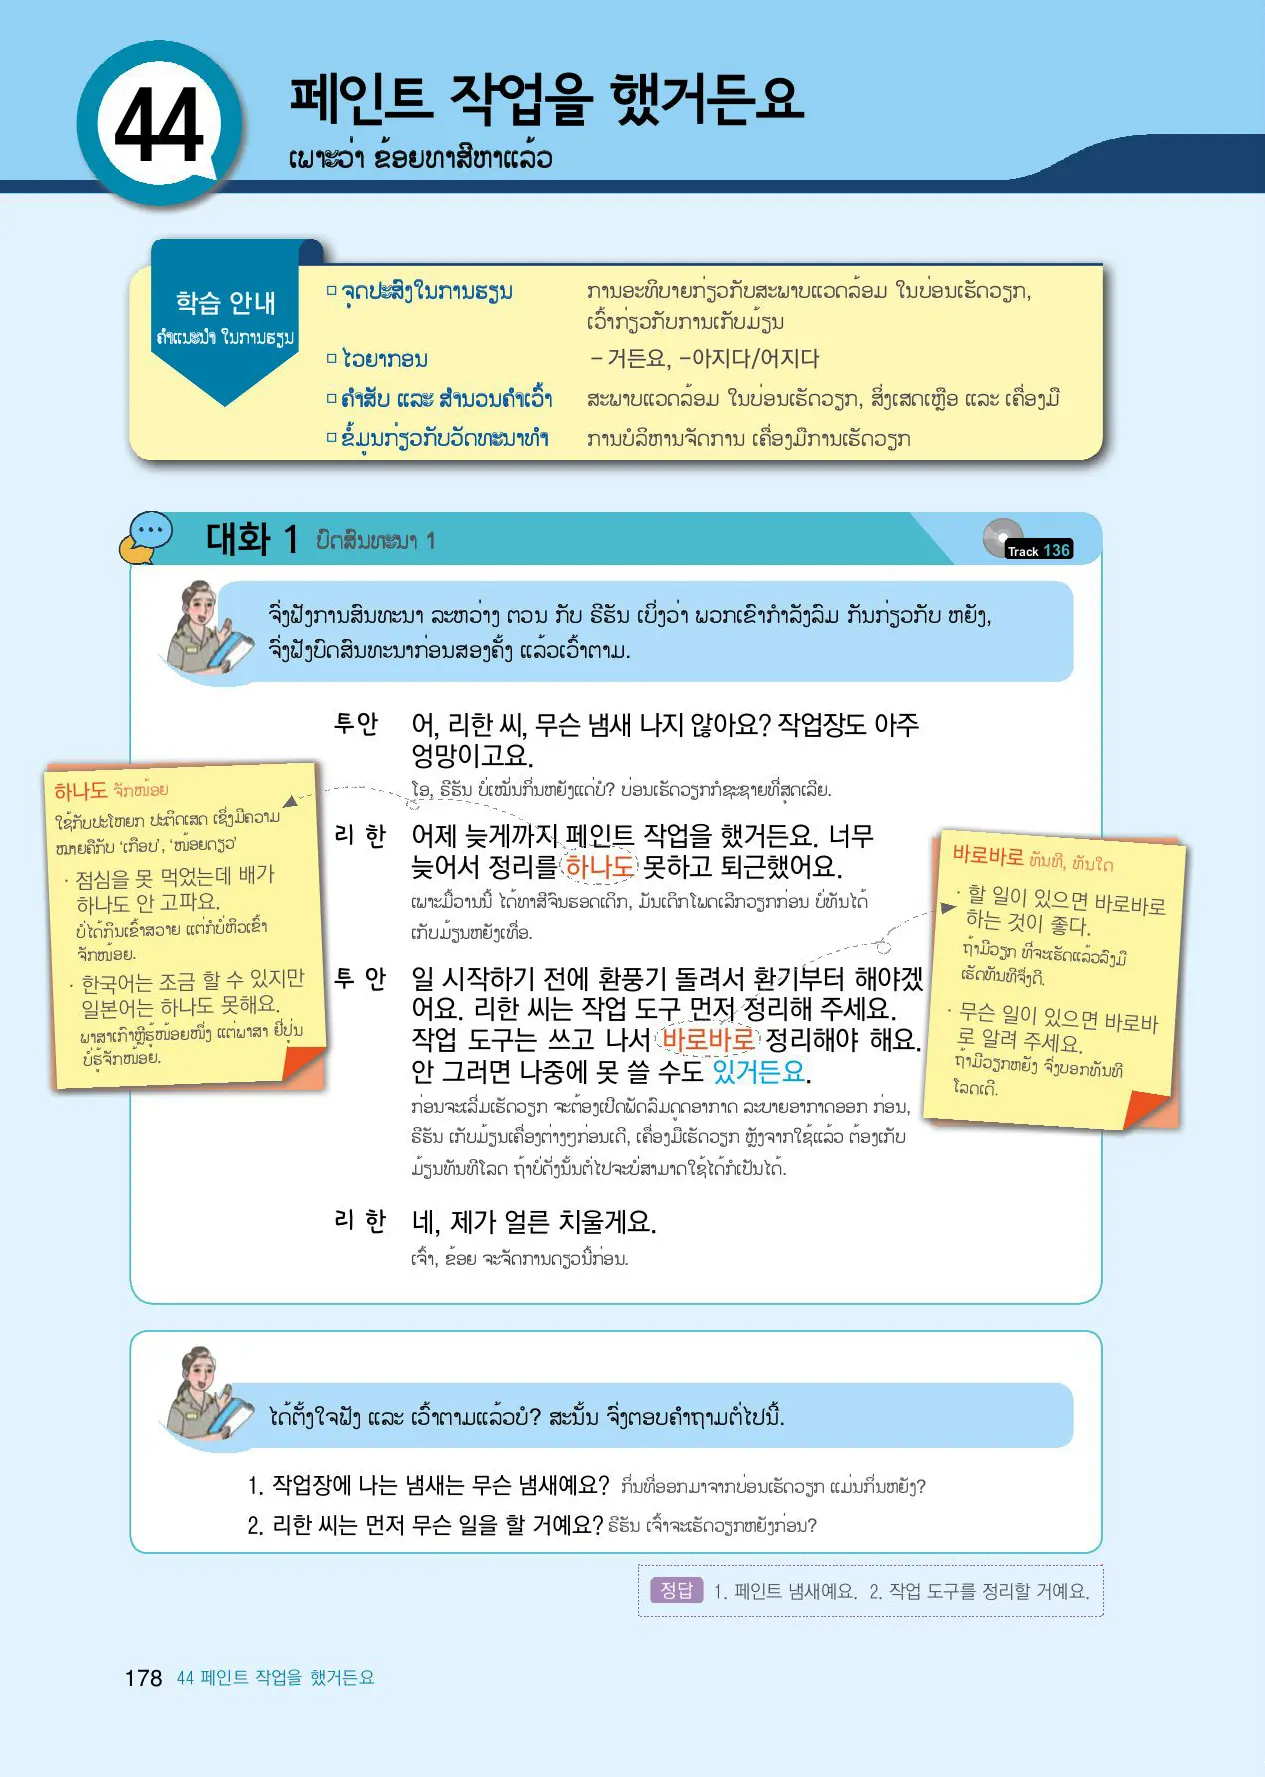 44
페인트 작업을 했거든요
ເພາະວ່າ ຂ້ອຍທາສີຫາແລ້ວ
학습 안내
ຄຳແນະນຳ ໃນການຮຽນ
□ ຈຸດປະສົງໃນການຮຽນ ການອະທິບາຍກ່ຽວກັບສະພາບແວດລ້ອມ ໃນບ່ອນເຮັດວຽກ,
ເວົ້າກ່ຽວກັບການເກັບມ້ຽນ
□ ໄວຍາກອນ －거든요, －아지다/어지다
□ ຄຳສັບ ແລະ ສຳນວນຄຳເວົ້າ ສະພາບແວດລ້ອມ ໃນບ່ອນເຮັດວຽກ, ສິ່ງເສດເຫຼືອ ແລະ ເຄື່ອງມື
□ ຂໍ້ມູນກ່ຽວກັບວັດທະນາທຳ ການບໍລິຫານຈັດການ ເຄື່ອງມືການເຮັດວຽກ
대화 1 ບົດສົນທະນາ 1
Track 136
ຈົ່ງຟັງການສົນທະນາ ລະຫວ່າງ ຕວນ ກັບ ຣິຮັນ ເບິ່ງວ່າ ພວກເຂົາກຳລັງລົມ ກັນກ່ຽວກັບ ຫຍັງ,
ຈົ່ງຟັງບົດສົນທະນາກ່ອນສອງຄັ້ງ ແລ້ວເວົ້າຕາມ.
투안 어, 리한 씨, 무슨 냄새 나지 않아요? 작업장도 아주
엉망이고요.
ໂອ, ຣິຮັນ ບໍ່ເໝັນກິ່ນຫຍັງແດ່ບໍ? ບ່ອນເຮັດວຽກກໍຊະຊາຍທີ່ສຸດເລີຍ.
리 한 어제 늦게까지 페인트 작업을 했거든요. 너무
늦어서 정리를 하나도 못하고 퇴근했어요.
ເພາະມື້ວານນີ້ ໄດ້ທາສີຈົນຮອດເດິກ, ມັນເດິກໂພດເລີກວຽກກ່ອນ ບໍ່ທັນໄດ້
ເກັບມ້ຽນຫຍັງເທື່ອ.
투 안 일 시작하기 전에 환풍기 돌려서 환기부터 해야겠
어요. 리한 씨는 작업 도구 먼저 정리해 주세요.
작업 도구는 쓰고 나서 바로바로 정리해야 해요.
안 그러면 나중에 못 쓸 수도 있거든요.
ກ່ອນຈະເລີ່ມເຮັດວຽກ ຈະຕ້ອງເປີດພັດລົມດູດອາກາດ ລະບາຍອາກາດອອກ ກ່ອນ,
ຣິຮັນ ເກັບມ້ຽນເຄື່ອງຕ່າງໆກ່ອນເດີ, ເຄື່ອງມືເຮັດວຽກ ຫຼັງຈາກໃຊ້ແລ້ວ ຕ້ອງເກັບ
ມ້ຽນທັນທີໂລດ ຖ້າບໍ່ດັ່ງນັ້ນຕໍ່ໄປຈະບໍ່ສາມາດໃຊ້ໄດ້ກໍເປັນໄດ້.
리 한 네, 제가 얼른 치울게요.
ເຈົ້າ, ຂ້ອຍ ຈະຈັດການດຽວນີ້ກ່ອນ.
하나도 ຈັກໜ້ອຍ
ໃຊ້ກັບປະໂຫຍກ ປະຕິດເສດ ເຊິ່ງມີຄວາມ
ໝາຍຄືກັບ ‘ເກືອບ’, ‘ໜ້ອຍດຽວ’
· 점심을 못 먹었는데 배가
하나도 안 고파요.
ບໍ່ໄດ້ກິນເຂົ້າສວາຍ ແຕ່ກໍບໍ່ຫິວເຂົ້າ
ຈັກໜ້ອຍ.
· 한국어는 조금 할 수 있지만
일본어는 하나도 못해요.
ພາສາເກົາຫຼີຮູ້ໜ້ອຍໜຶ່ງ ແຕ່ພາສາ ຍີ່ປຸ່ນ
ບໍ່ຮູ້ຈັກໜ້ອຍ.
바로바로 ທັນທີ, ທັນໃດ
· 할 일이 있으면 바로바로
하는 것이 좋다.
ຖ້າມີວຽກ ທີ່ຈະເຮັດແລ້ວລົງມື
ເຮັດທັນທີຈຶ່ງດີ.
· 무슨 일이 있으면 바로바
로 알려 주세요.
ຖ້າມີວຽກຫຍັງ ຈົ່ງບອກທັນທີ
ໂລດເດີ.
ໄດ້ຕັ້ງໃຈຟັງ ແລະ ເວົ້າຕາມແລ້ວບໍ? ສະນັ້ນ ຈົ່ງຕອບຄຳຖາມຕໍ່ໄປນີ້.
1. 작업장에 나는 냄새는 무슨 냄새예요? ກິ່ນທີ່ອອກມາຈາກບ່ອນເຮັດວຽກ ແມ່ນກິ່ນຫຍັງ?
2. 리한 씨는 먼저 무슨 일을 할 거예요? ຣິຮັນ ເຈົ້າຈະເຮັດວຽກຫຍັງກ່ອນ?
정답 1. 페인트 냄새예요. 2. 작업 도구를 정리할 거예요.
178 44 페인트 작업을 했거든요